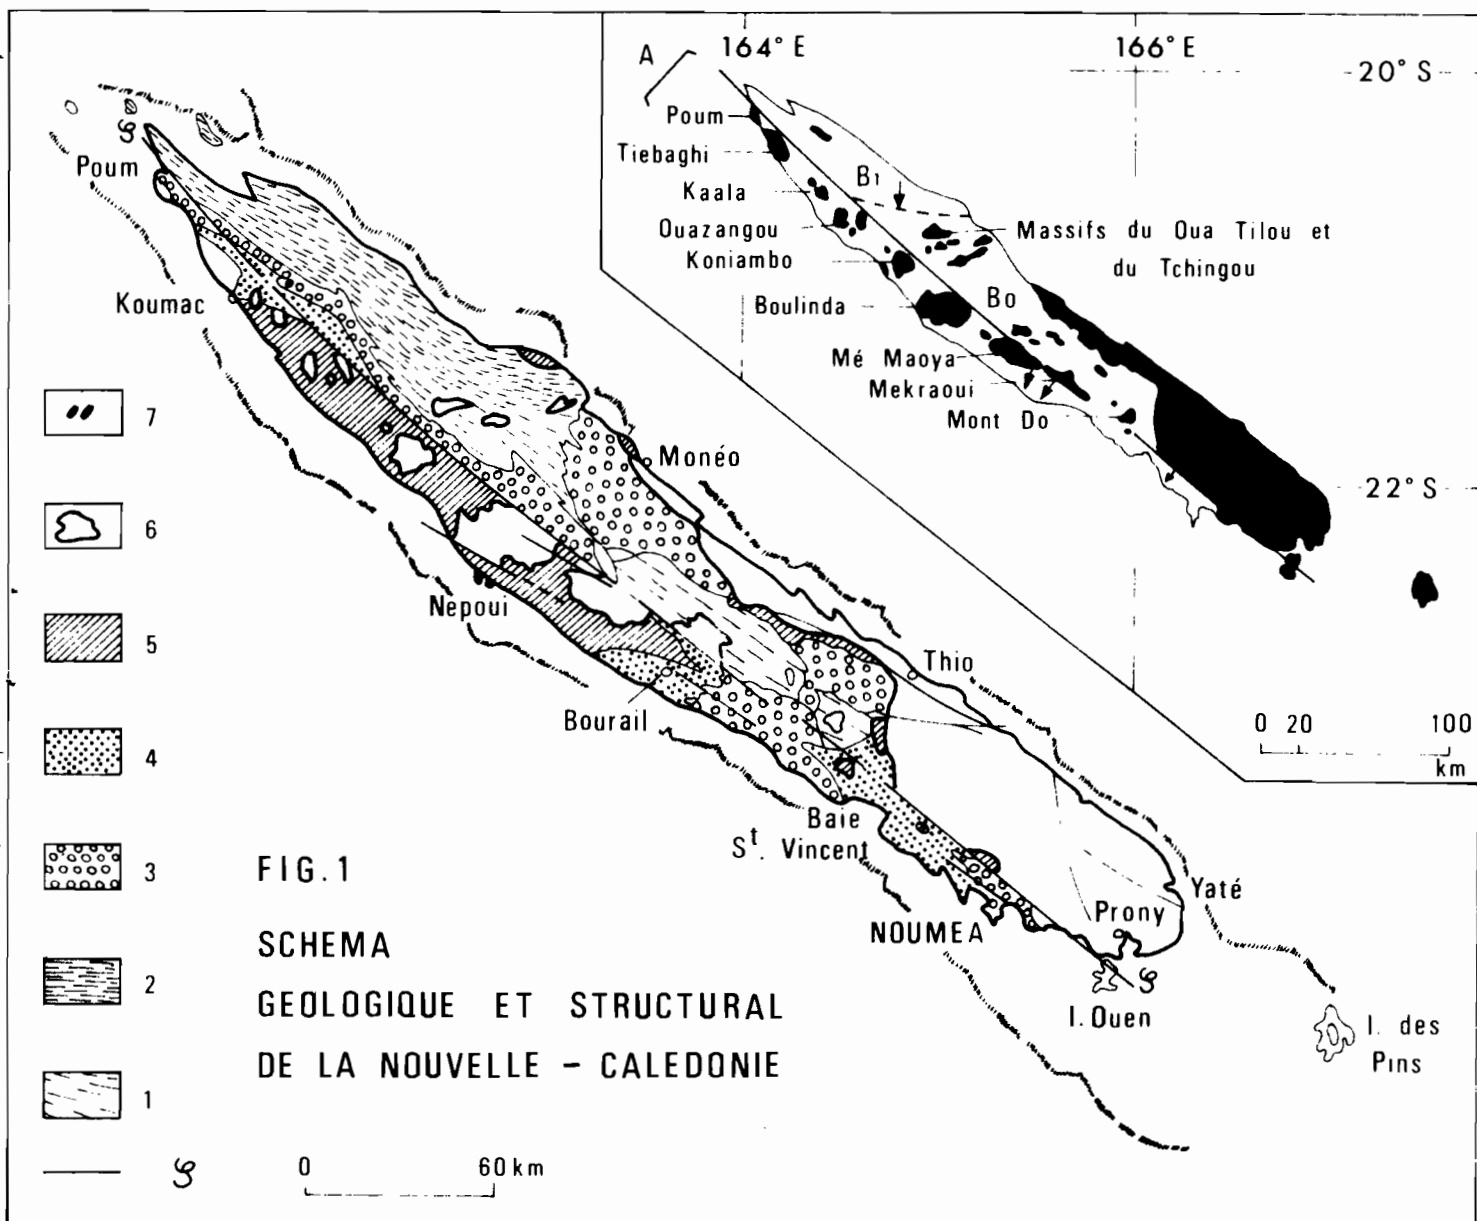 A
164° E
166° E
20° S
Poum
Tiebaghi
Kaala
Ouazangou
Koniambo
Boulinda
Mé Maoya
Mekraoui
Mont Do
B1
Bo
Massifs du Oua Tilou et
du Tchingou
22° S
0 20 100
km
φ
Poum
Koumac
Monéo
Nepoui
Bourail
Thio
Baie
St. Vincent
NOUMEA
Prony
Yaté
φ
I. Ouen
I. des
Pins
7
6
5
4
3
2
1
φ
FIG.1
SCHEMA
GEOLOGIQUE ET STRUCTURAL
DE LA NOUVELLE - CALEDONIE
0 60 km